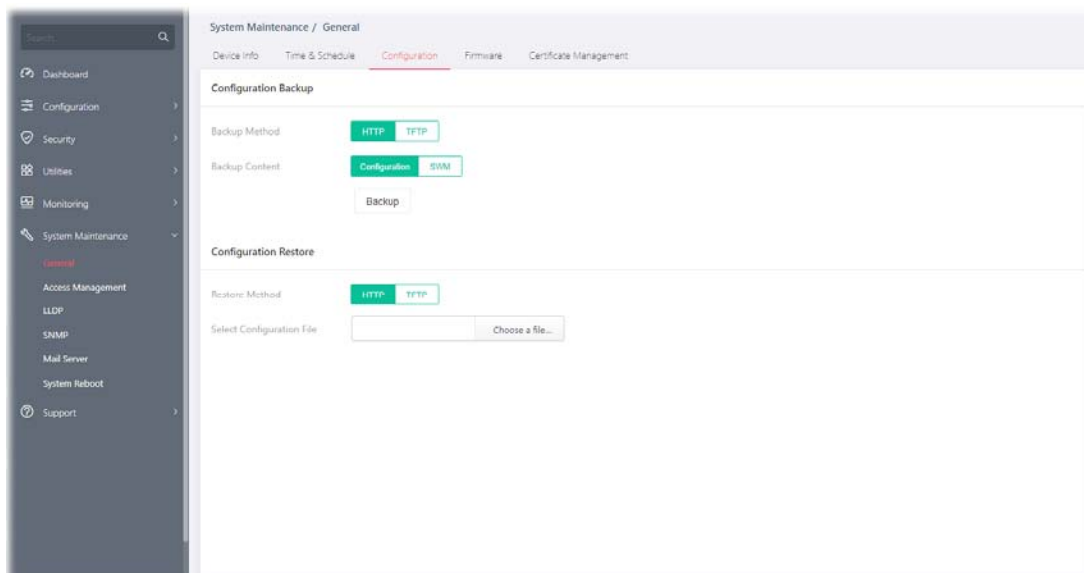 Search
System Maintenance / General
Device Info Time & Schedule Configuration Firmware Certificate Management
Dashboard
Configuration
Security
Utilities
Monitoring
System Maintenance
General
Access Management
LLDP
SNMP
Mail Server
System Reboot
Support
Configuration Backup
Backup Method HTTP TFTP
Backup Content Configuration SWM
Backup
Configuration Restore
Restore Method HTTP TFTP
Select Configuration File Choose a file...